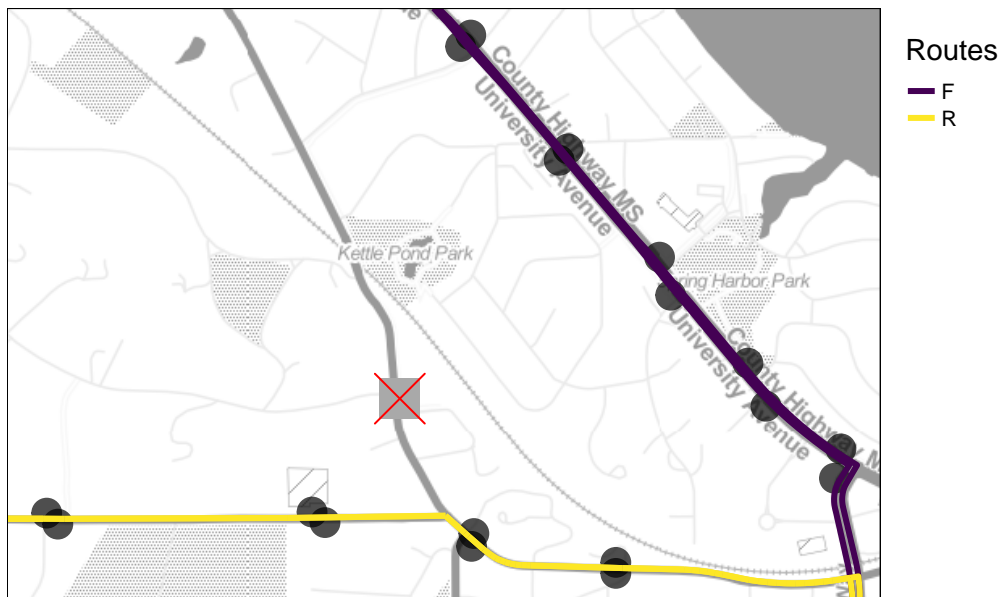 Routes
F
R
County Highway MS
University Avenue
Kettle Pond Park
ring Harbor Park
County Highway M
University Avenue